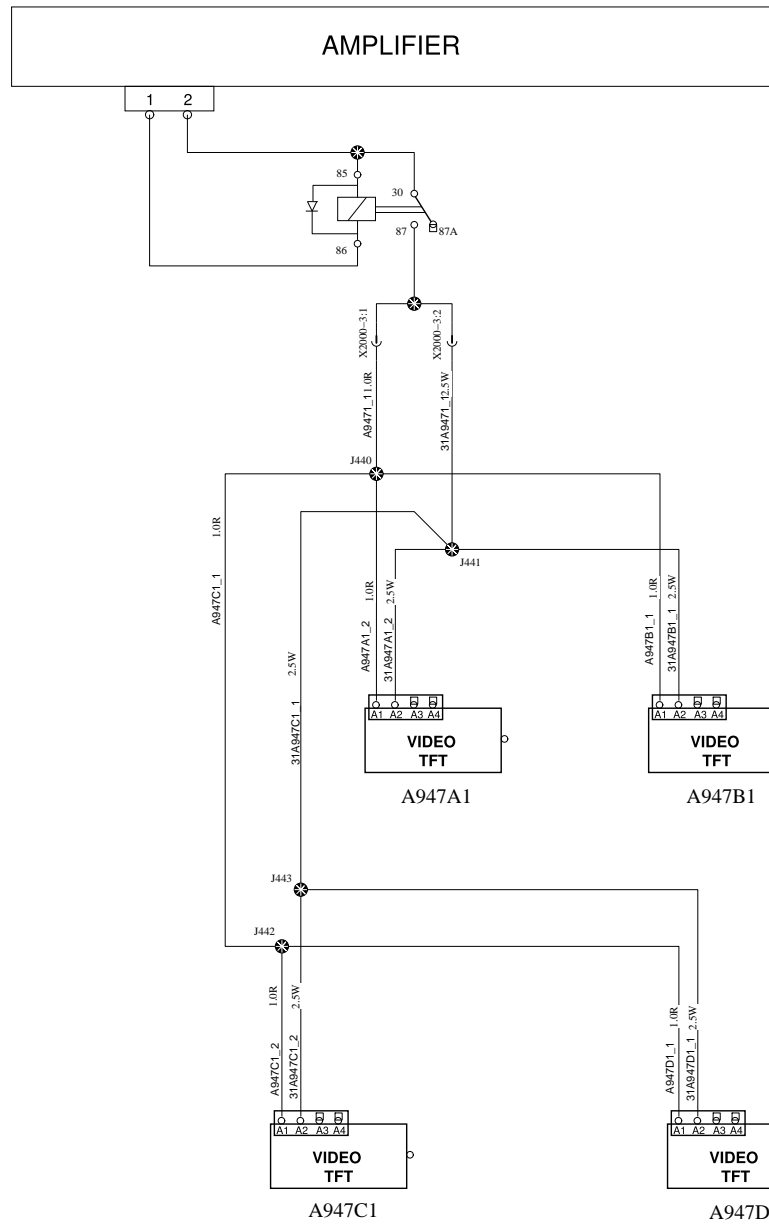 AMPLIFIER
1 2
85
30
86
87
87A
X2000-3:1
X2000-3:2
A9471_1 1.0R
31A9471_1 2.5W
J440
J441
1.0R
A947C1_1
2.5W
31A947C1_1
1.0R
A947A1_2
2.5W
31A947A1_2
1.0R
A947B1_1
2.5W
31A947B1_1
A1 A2 A3 A4
VIDEO
TFT
A947A1
A1 A2 A3 A4
VIDEO
TFT
A947B1
J443
J442
1.0R
A947C1_2
2.5W
31A947C1_2
1.0R
A947D1_1
2.5W
31A947D1_1
A1 A2 A3 A4
VIDEO
TFT
A947C1
A1 A2 A3 A4
VIDEO
TFT
A947D